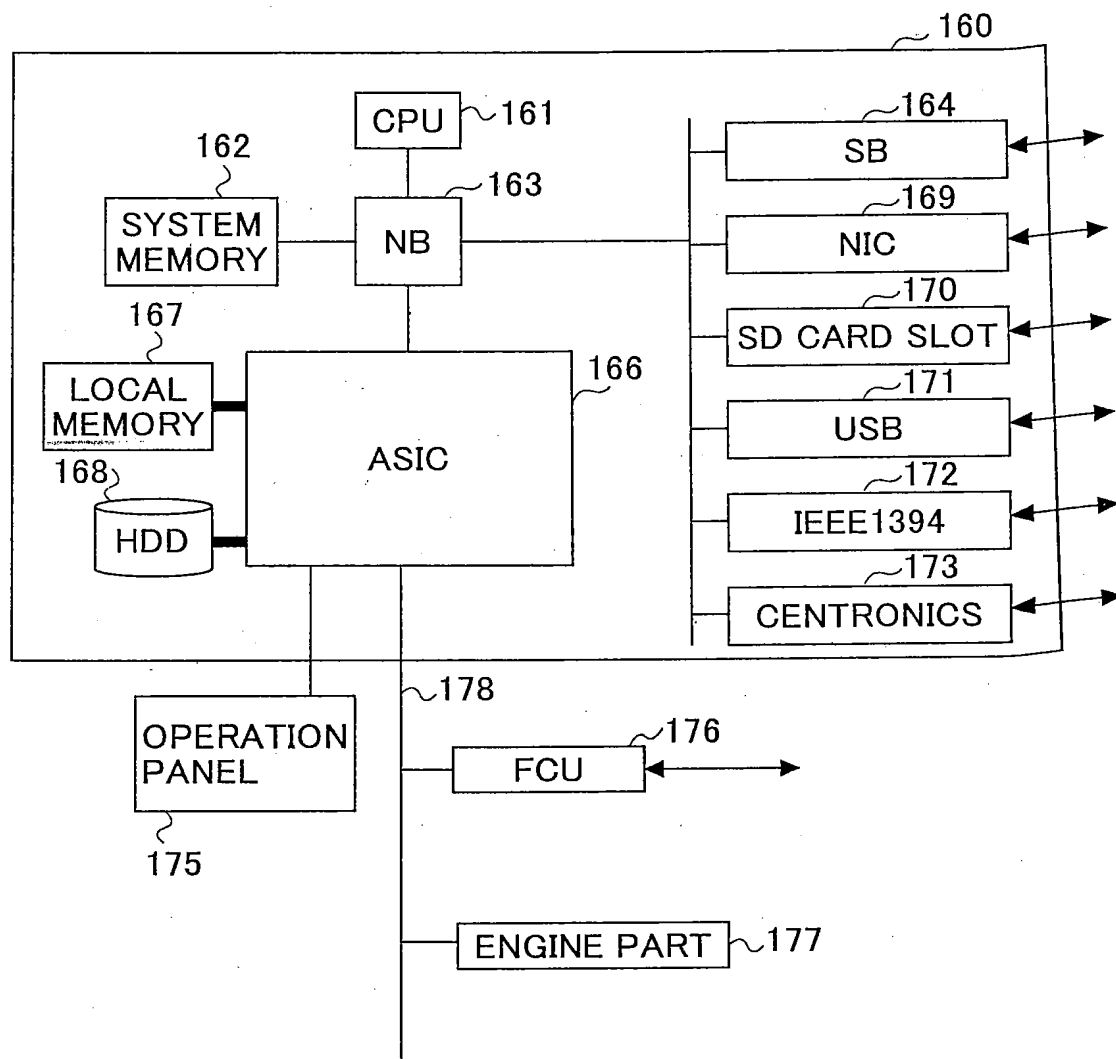 160
CPU
161
164
SB
162
SYSTEM
MEMORY
163
NB
169
NIC
170
SD CARD SLOT
167
LOCAL
MEMORY
166
ASIC
171
USB
168
HDD
172
IEEE1394
173
CENTRONICS
178
OPERATION
PANEL
175
176
FCU
ENGINE PART
177